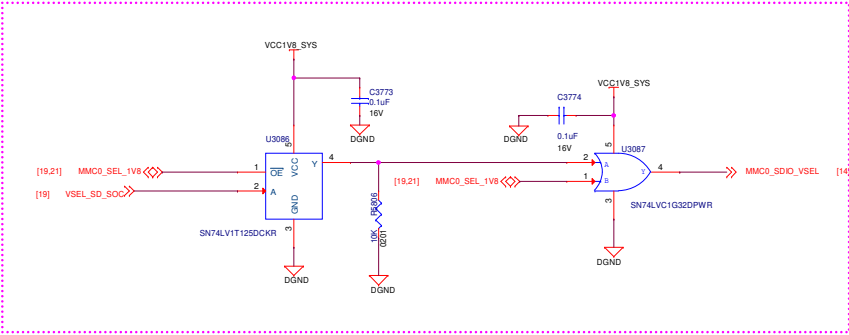 VCC1V8_SYS
C3773
0.1uF
16V
DGND
VCC1V8_SYS
C3774
0.1uF
16V
DGND
U3086
5
VCC
OE
A
Y
GND
1
2
4
3
[19,21] MMC0_SEL_1V8
[19] VSEL_SD_SOC
SN74LV1T125DCKR
DGND
R5806
10K
0201
DGND
U3087
5
2
A
1
B
Y
4
3
[19,21] MMC0_SEL_1V8
MMC0_SDIO_VSEL [14
SN74LVC1G32DPWR
DGND